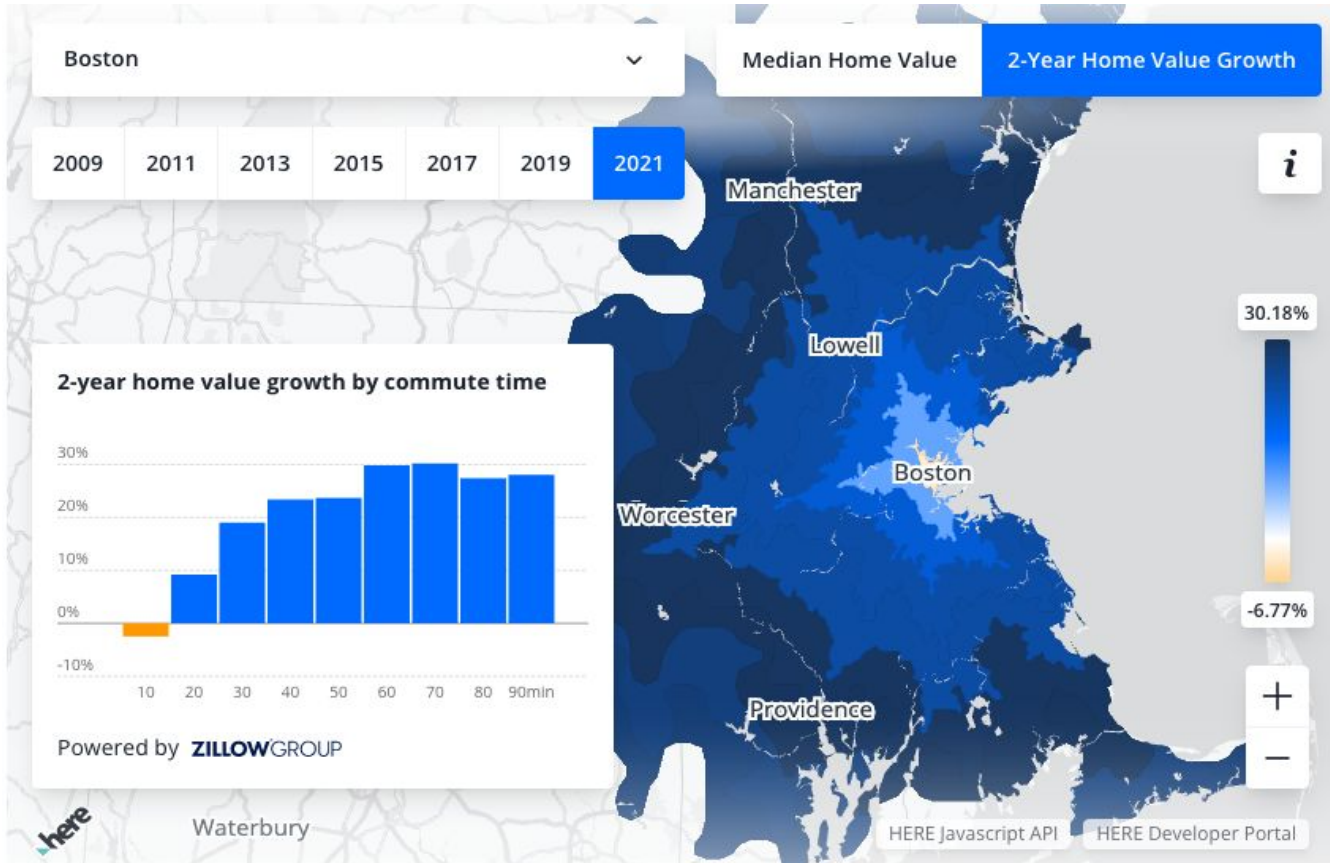 Boston
Median Home Value
2-Year Home Value Growth
2009 2011 2013 2015 2017 2019 2021
i
Manchester
30.18%
Lowell
2-year home value growth by commute time
30%
20%
10%
0%
-10%
10 20 30 40 50 60 70 80 90min
Powered by ZILLOW GROUP
Boston
Worcester
-6.77%
+
Providence
−
here
Waterbury
HERE Javascript API
HERE Developer Portal